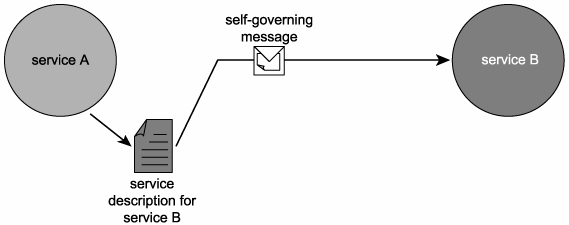 self-governing
message
service A
service B
service
description for
service B